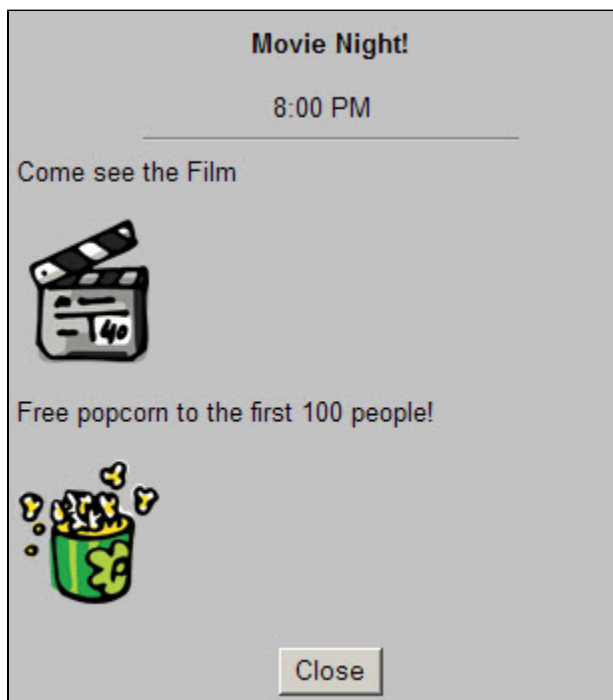 Movie Night!
8:00 PM
Come see the Film
40
Free popcorn to the first 100 people!
Close